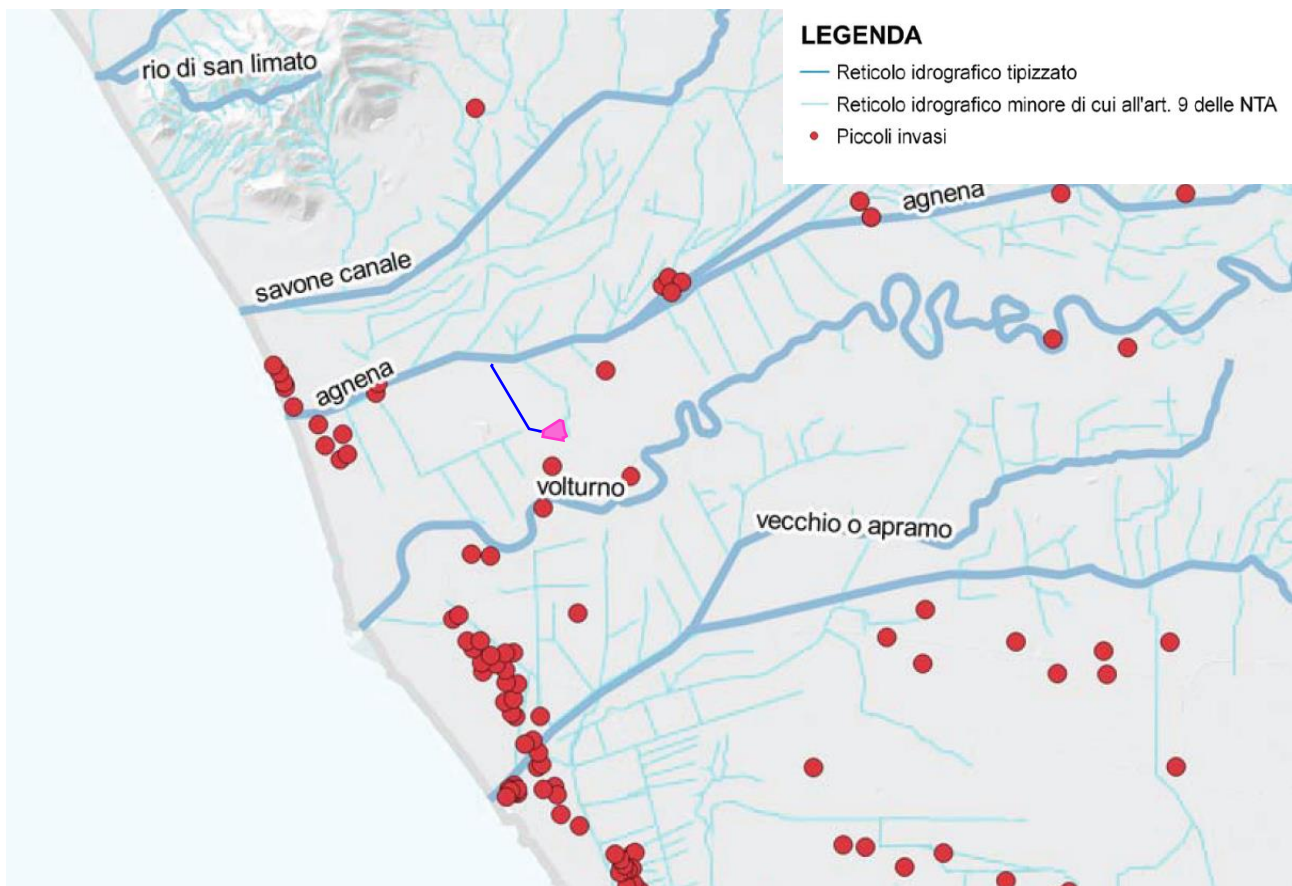 LEGENDA
Reticolo idrografico tipizzato
Reticolo idrografico minore di cui all'art. 9 delle NTA
Piccoli invasi
rio di san limato
agnena
savone canale
agnena
volturno
vecchio o apramo